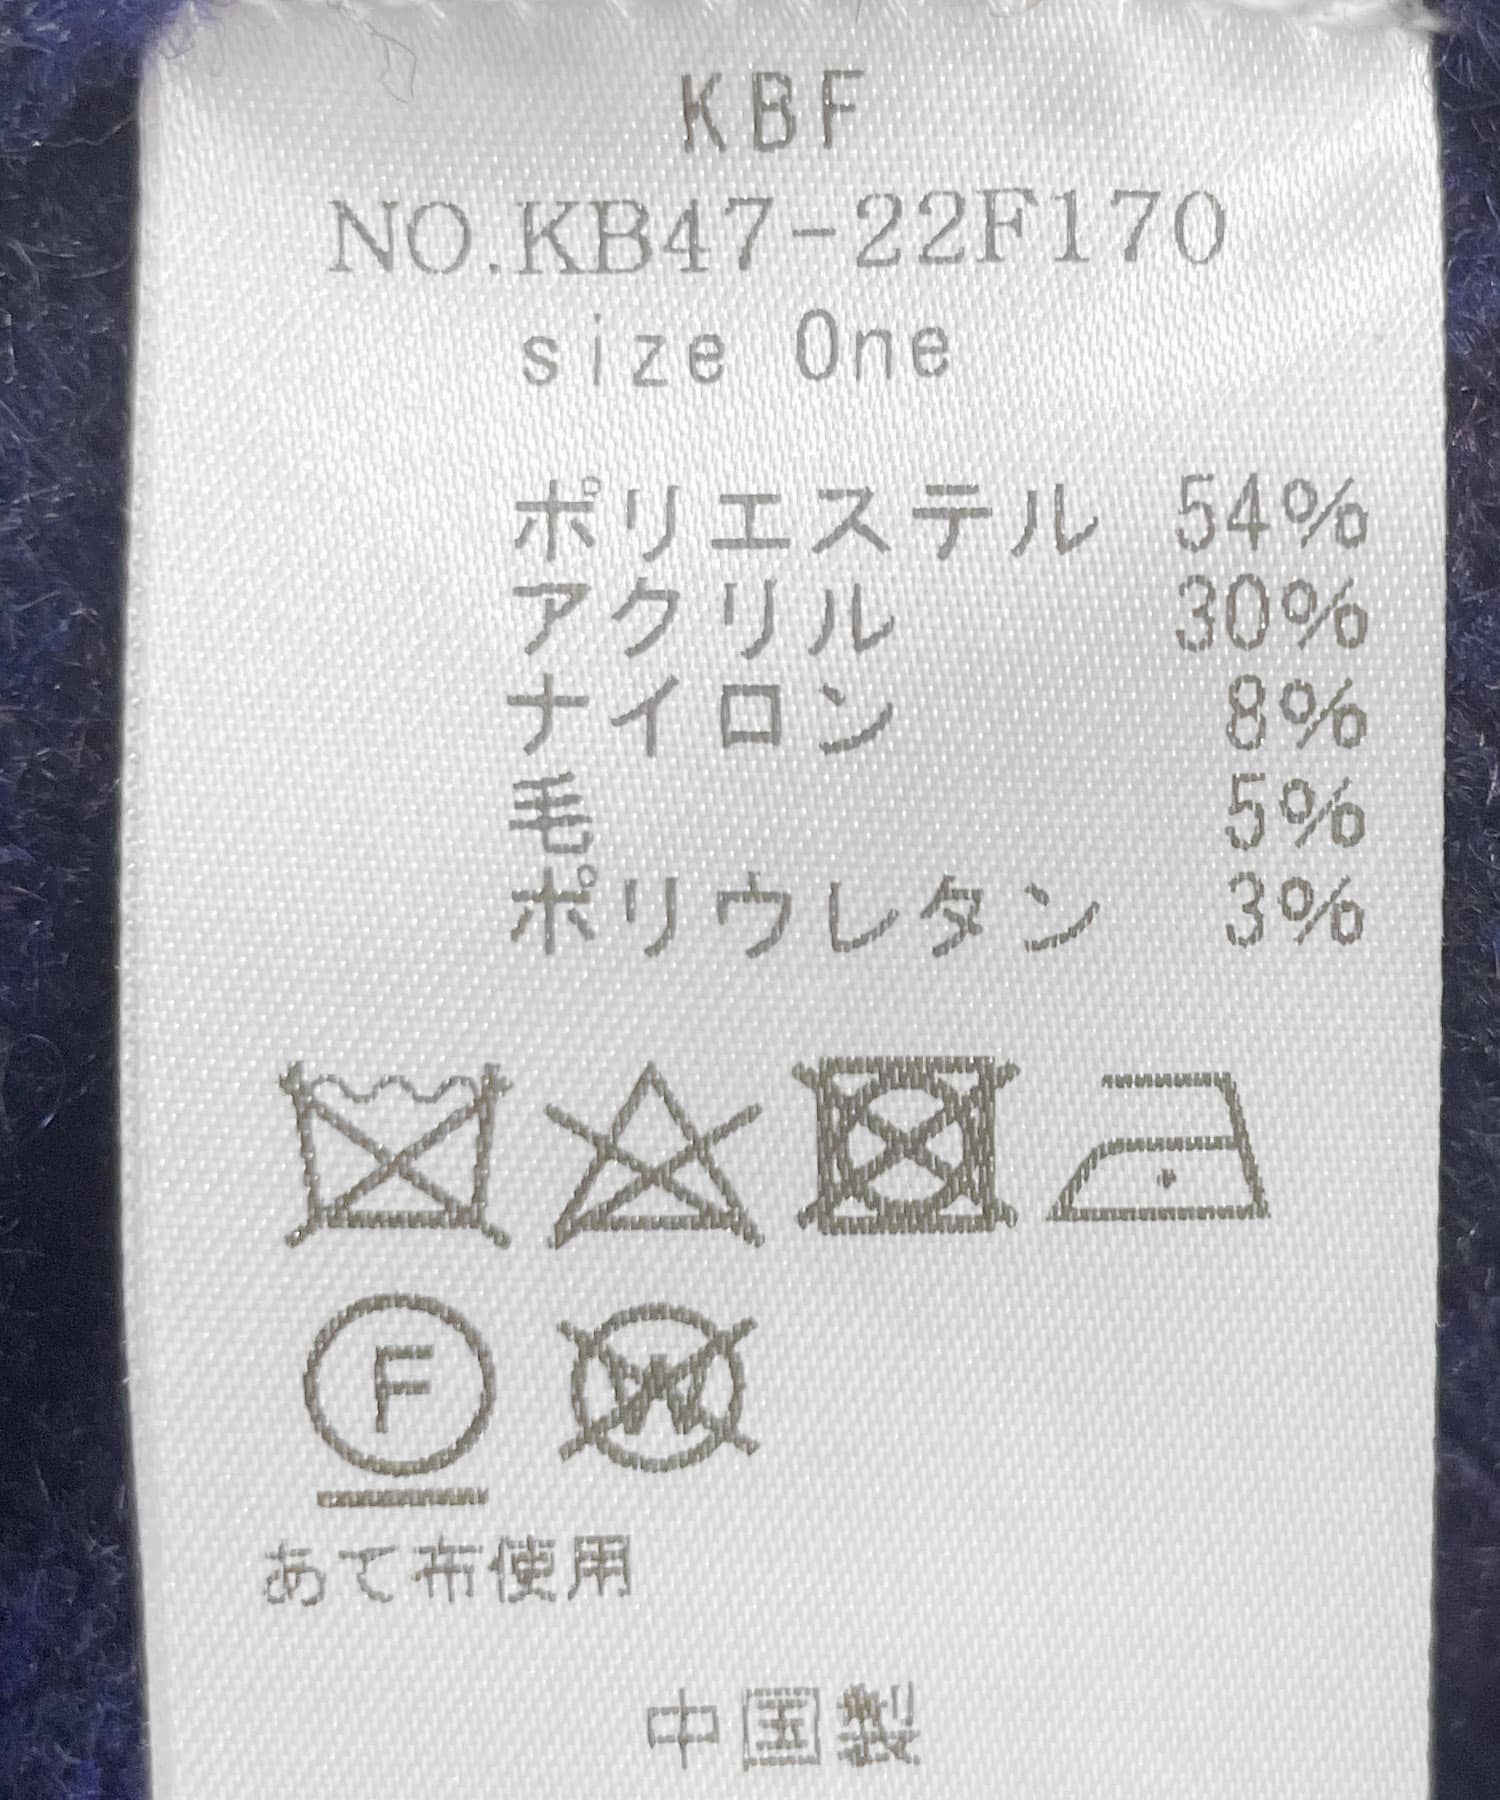 KBF
NO.KB47-22F170
size One
ポリエステル 54%
アクリル 30%
ナイロン 8%
毛 5%
ポリウレタン 3%
F W
あて布使用
中国製